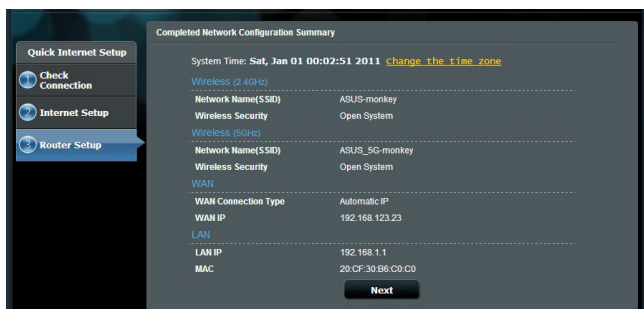 Completed Network Configuration Summary
Quick Internet Setup
1 Check Connection
2 Internet Setup
3 Router Setup
System Time: Sat, Jan 01 00:02:51 2011 Change the time zone
Wireless (2.4GHz)
Network Name(SSID) ASUS-monkey
Wireless Security Open System
Wireless (5GHz)
Network Name(SSID) ASUS_5G-monkey
Wireless Security Open System
WAN
WAN Connection Type Automatic IP
WAN IP 192.168.123.23
LAN
LAN IP 192.168.1.1
MAC 20:CF:30:B6:C0:C0
Next